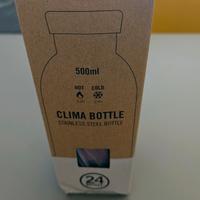 500ml
HOT COLD
CLIMA BOTTLE
STAINLESS STEEL BOTTLE
24